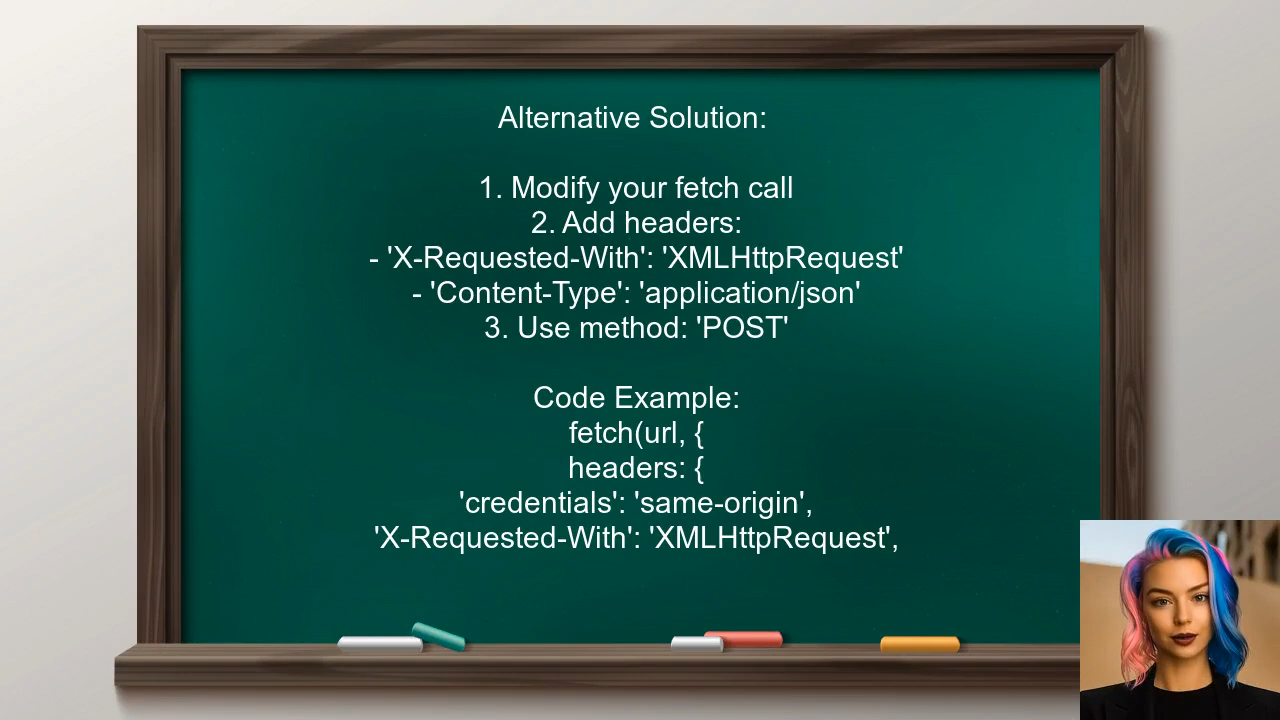 Alternative Solution:
1. Modify your fetch call
2. Add headers:
- 'X-Requested-With': 'XMLHttpRequest'
- 'Content-Type': 'application/json'
3. Use method: 'POST'
Code Example:
fetch(url, {
headers: {
'credentials': 'same-origin',
'X-Requested-With': 'XMLHttpRequest',